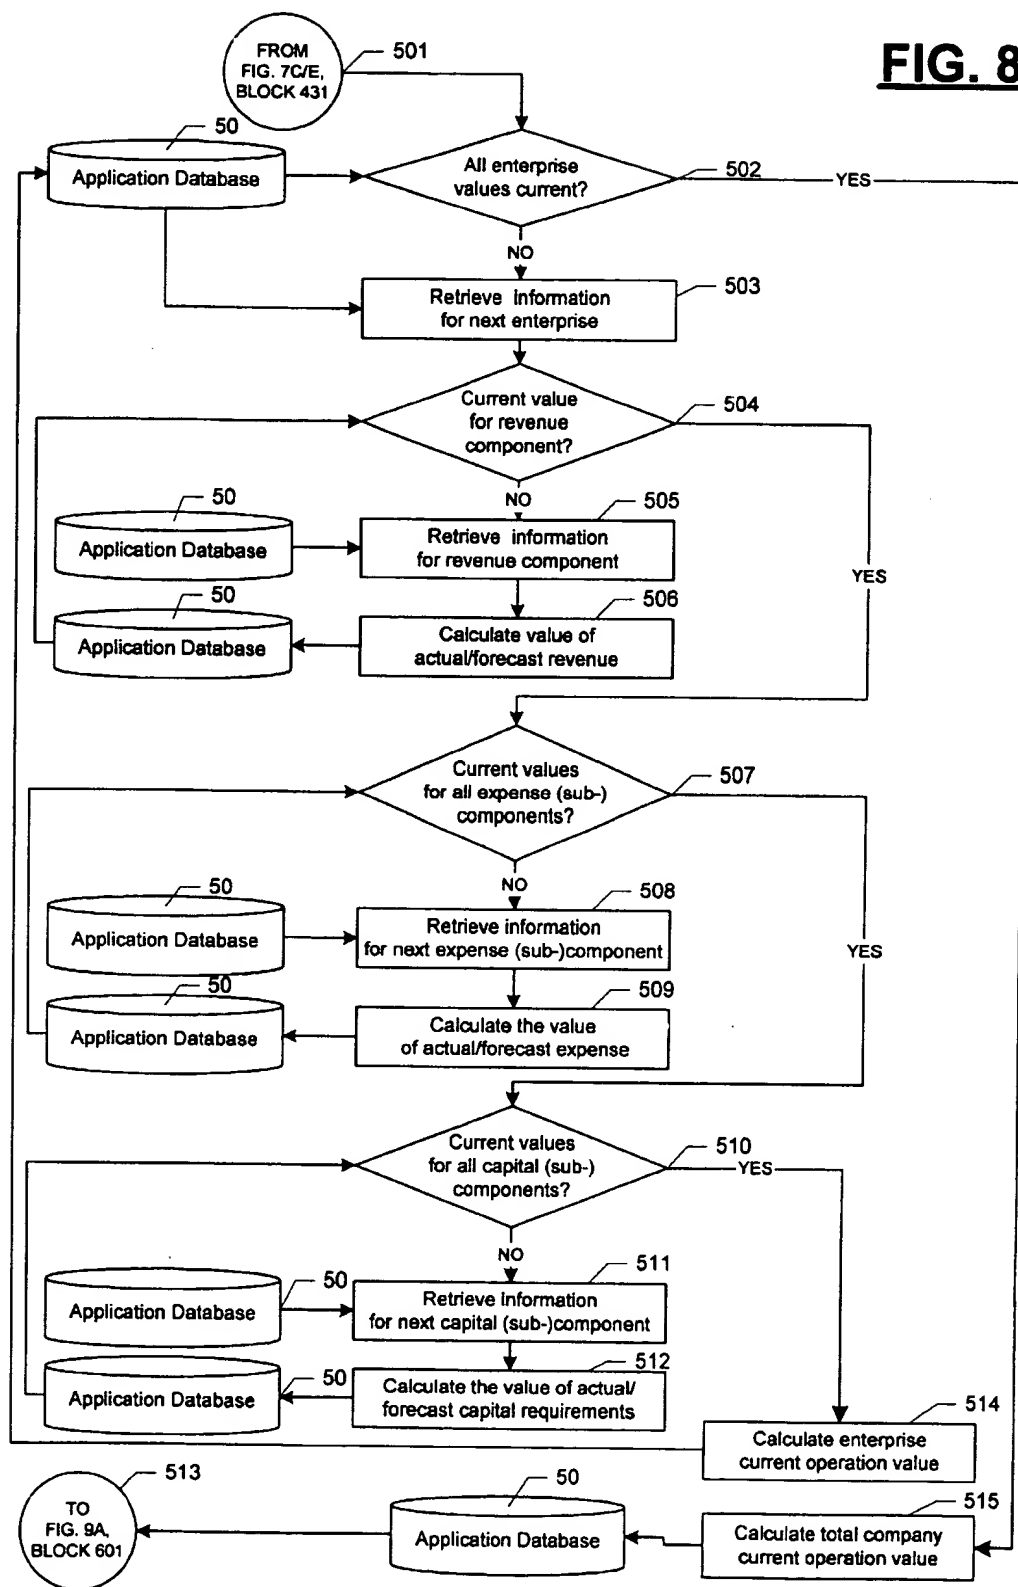 FROM
FIG. 7C/E,
BLOCK 431
501
FIG. 8
50
Application Database
All enterprise
values current?
502
YES
NO
Retrieve information
for next enterprise
503
Current value
for revenue
component?
504
NO
50
Application Database
505
Retrieve information
for revenue component
YES
50
Application Database
506
Calculate value of
actual/forecast revenue
Current values
for all expense (sub-)
components?
507
NO
50
Application Database
508
Retrieve information
for next expense (sub-)component
YES
50
Application Database
509
Calculate the value
of actual/forecast expense
Current values
for all capital (sub-)
components?
510
YES
NO
50
Application Database
511
Retrieve information
for next capital (sub-)component
50
Application Database
512
Calculate the value of actual/
forecast capital requirements
514
Calculate enterprise
current operation value
513
TO
FIG. 9A,
BLOCK 601
50
Application Database
515
Calculate total company
current operation value